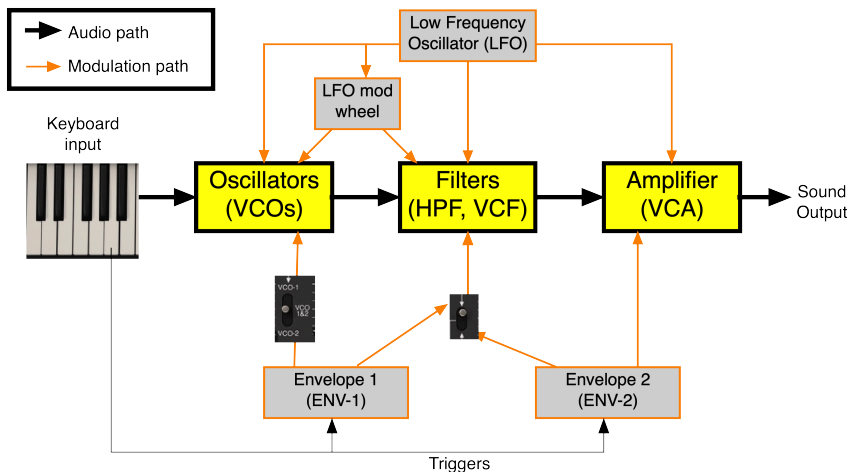 Audio path
Modulation path
Low Frequency
Oscillator (LFO)
LFO mod
wheel
Keyboard
input
Oscillators
(VCOs)
Filters
(HPF, VCF)
Amplifier
(VCA)
Sound
Output
VCO-1
VCO
1&2
VCO-2
Envelope 1
(ENV-1)
Envelope 2
(ENV-2)
Triggers